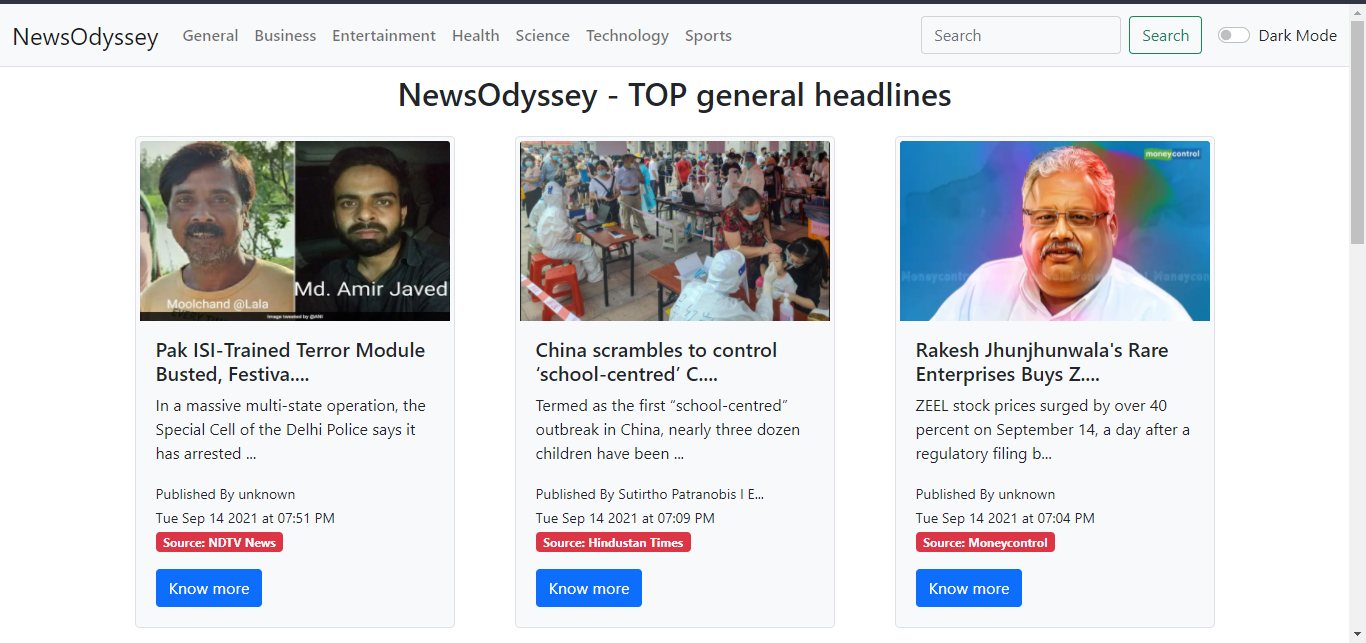 NewsOdyssey General Business Entertainment Health Science Technology Sports Search Search Dark Mode
NewsOdyssey - TOP general headlines
Moolchand @Lala
Md. Amir Javed
Image tweeted by @ANI
Pak ISI-Trained Terror Module
Busted, Festiva....
In a massive multi-state operation, the
Special Cell of the Delhi Police says it
has arrested ...
Published By unknown
Tue Sep 14 2021 at 07:51 PM
Source: NDTV News
Know more
China scrambles to control
‘school-centred’ C....
Termed as the first “school-centred”
outbreak in China, nearly three dozen
children have been ...
Published By Sutirtho Patranobis I E...
Tue Sep 14 2021 at 07:09 PM
Source: Hindustan Times
Know more
moneycontrol
Rakesh Jhunjhunwala's Rare
Enterprises Buys Z....
ZEEL stock prices surged by over 40
percent on September 14, a day after a
regulatory filing b...
Published By unknown
Tue Sep 14 2021 at 07:04 PM
Source: Moneycontrol
Know more